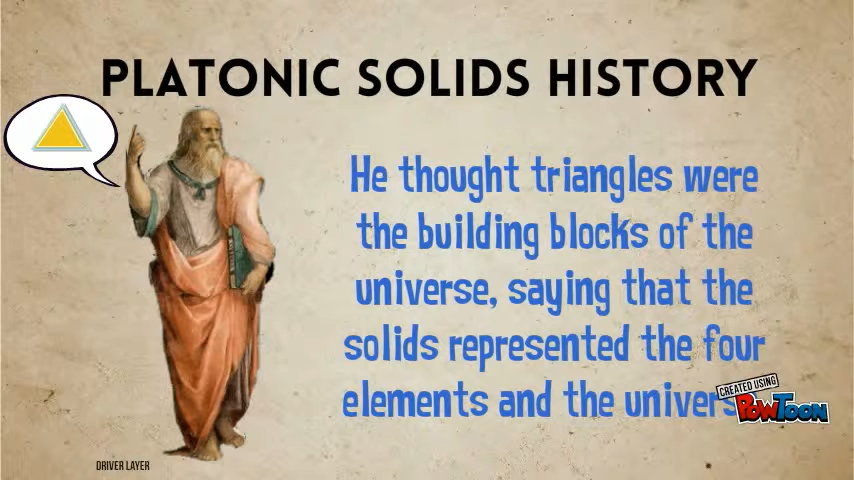 PLATONIC SOLIDS HISTORY
He thought triangles were
the building blocks of the
universe, saying that the
solids represented the four
elements and the univers
CREATED USING
POWTOON
DRIVER LAYER